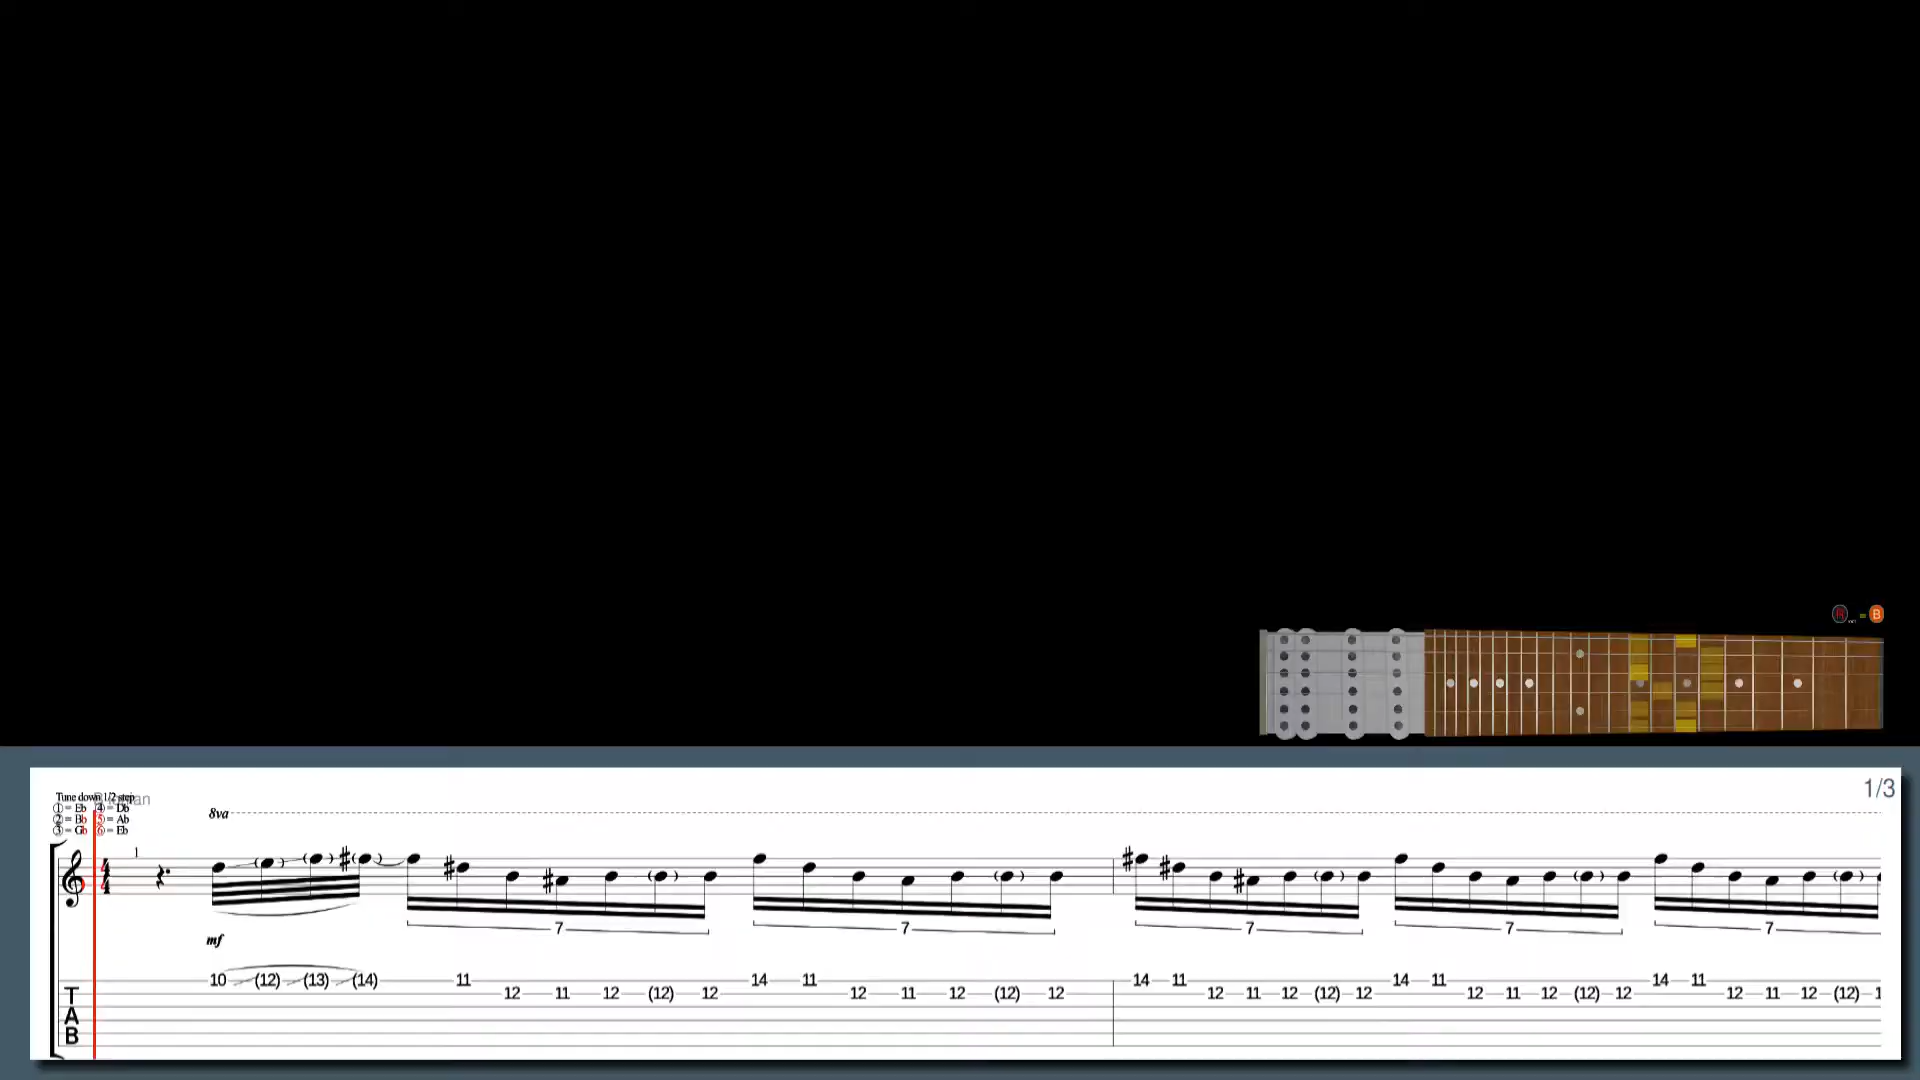 B
1/3
Tune down 1/2 step
① = Eb ④ = Db
② = Bb ⑤ = Ab
③ = Gb ⑥ = Eb
8va
1
4
4
mf
7 7 7 7 7
10 (12) (13) (14) 11 14 11 14 11 14 11 14 11
T 12 11 12 (12) 12 12 11 12 (12) 12 12 11 12 (12) 12 12 11 12 (12) 12 12 11 12 (12) 1
A
B